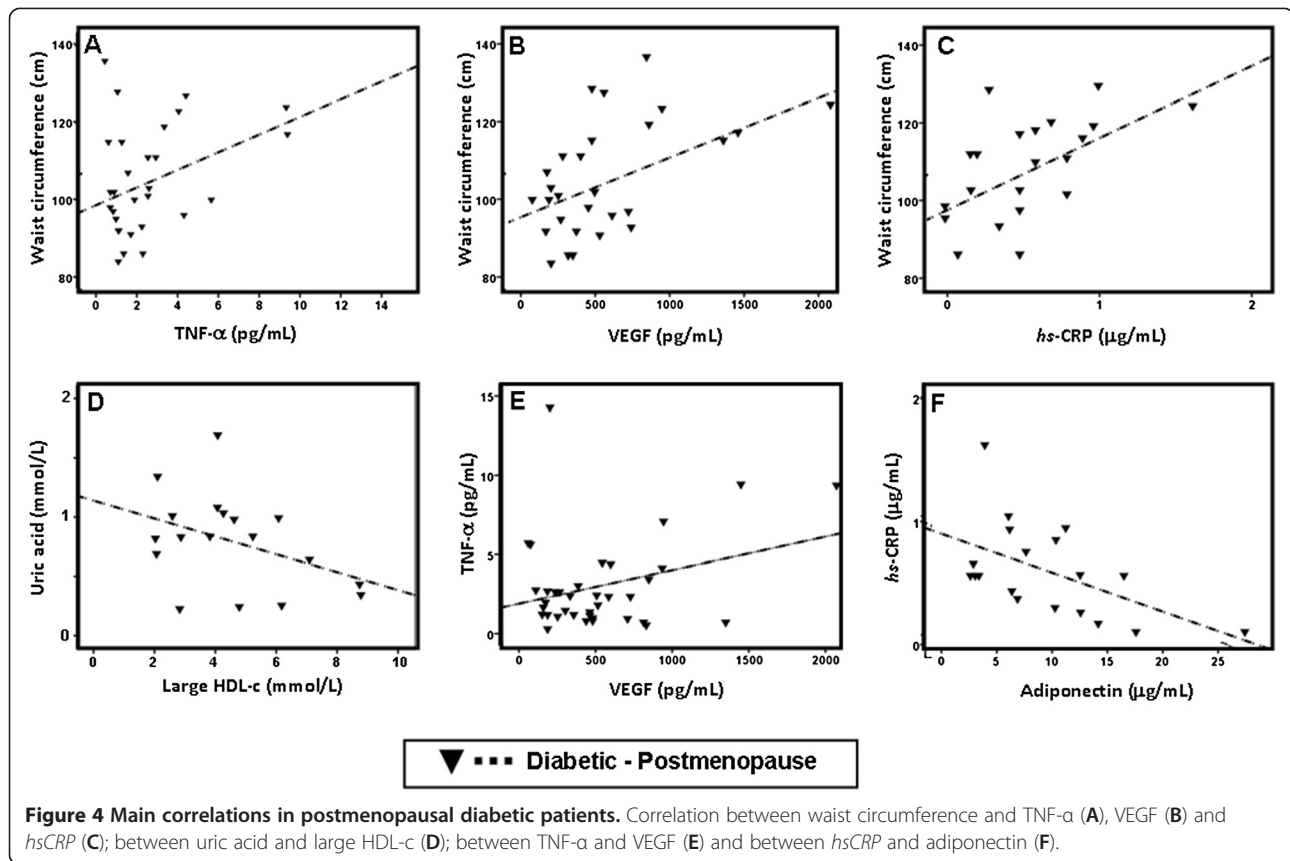 A
Waist circumference (cm)
140
120
100
80
0 2 4 6 8 10 12 14
TNF-α (pg/mL)
B
Waist circumference (cm)
140
120
100
80
0 500 1000 1500 2000
VEGF (pg/mL)
C
Waist circumference (cm)
140
120
100
80
0 1 2
hs-CRP (μg/mL)
D
Uric acid (mmol/L)
2
1
0
0 2 4 6 8 10
Large HDL-c (mmol/L)
E
TNF-α (pg/mL)
15
10
5
0
0 500 1000 1500 2000
VEGF (pg/mL)
F
hs-CRP (μg/mL)
2
1
0
0 5 10 15 20 25
Adiponectin (μg/mL)
Diabetic - Postmenopause
Figure 4 Main correlations in postmenopausal diabetic patients. Correlation between waist circumference and TNF-α (A), VEGF (B) and
hsCRP (C); between uric acid and large HDL-c (D); between TNF-α and VEGF (E) and between hsCRP and adiponectin (F).